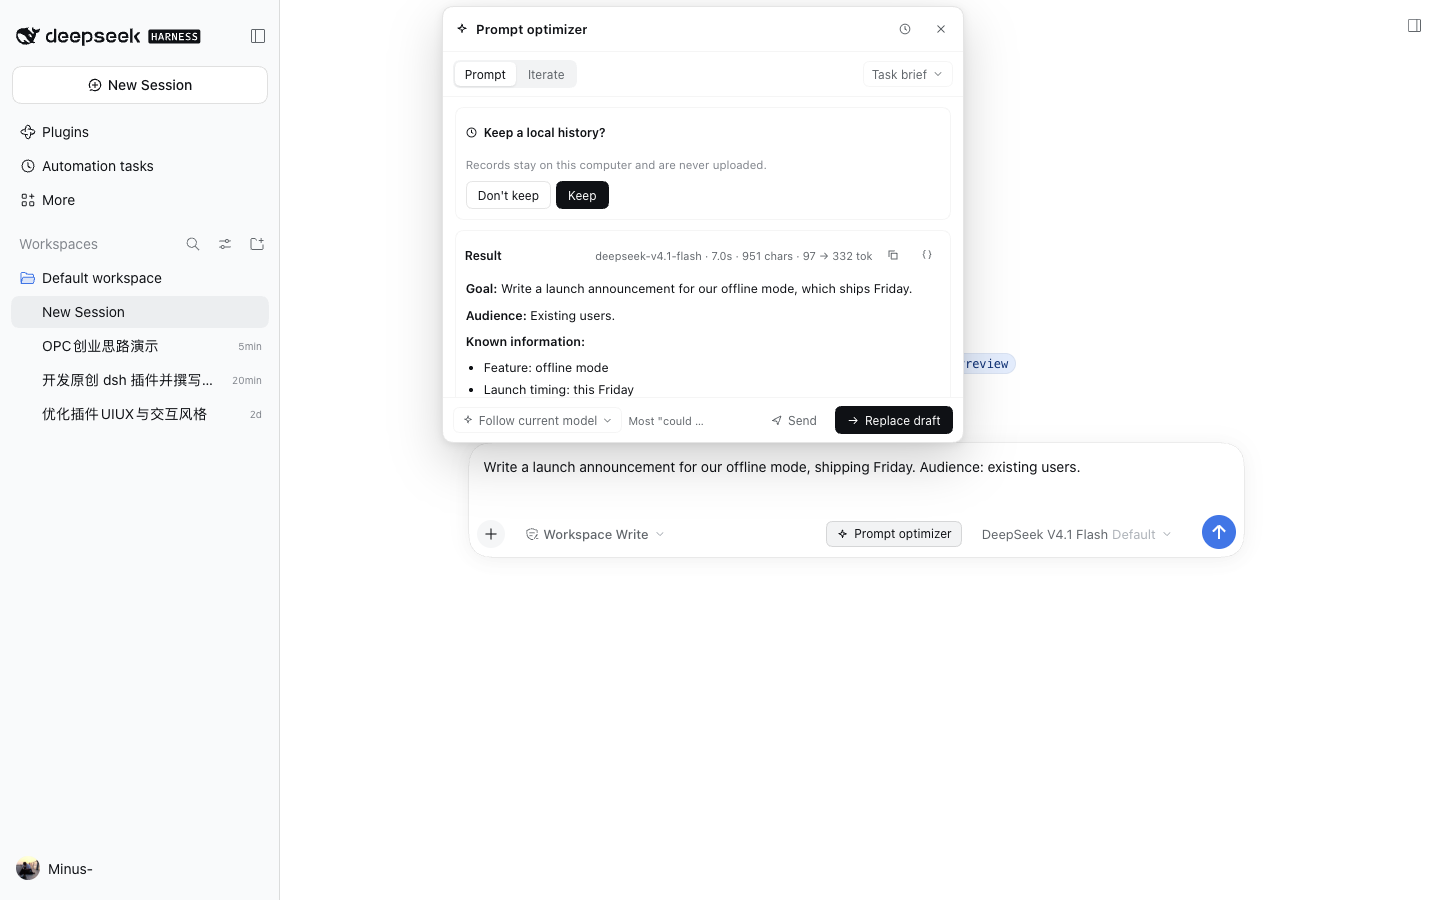 deepseek HARNESS
New Session
Plugins
Automation tasks
More
Workspaces
Default workspace
New Session
OPC创业思路演示 5min
开发原创 dsh 插件并撰写... 20min
优化插件UIUX与交互风格 2d
Minus-
Prompt optimizer
Prompt Iterate Task brief
Keep a local history?
Records stay on this computer and are never uploaded.
Don't keep Keep
Result deepseek-v4.1-flash · 7.0s · 951 chars · 97 → 332 tok
Goal: Write a launch announcement for our offline mode, which ships Friday.
Audience: Existing users.
Known information:
• Feature: offline mode
• Launch timing: this Friday
Follow current model Most "could ... Send → Replace draft
Write a launch announcement for our offline mode, shipping Friday. Audience: existing users.
Workspace Write Prompt optimizer DeepSeek V4.1 Flash Default